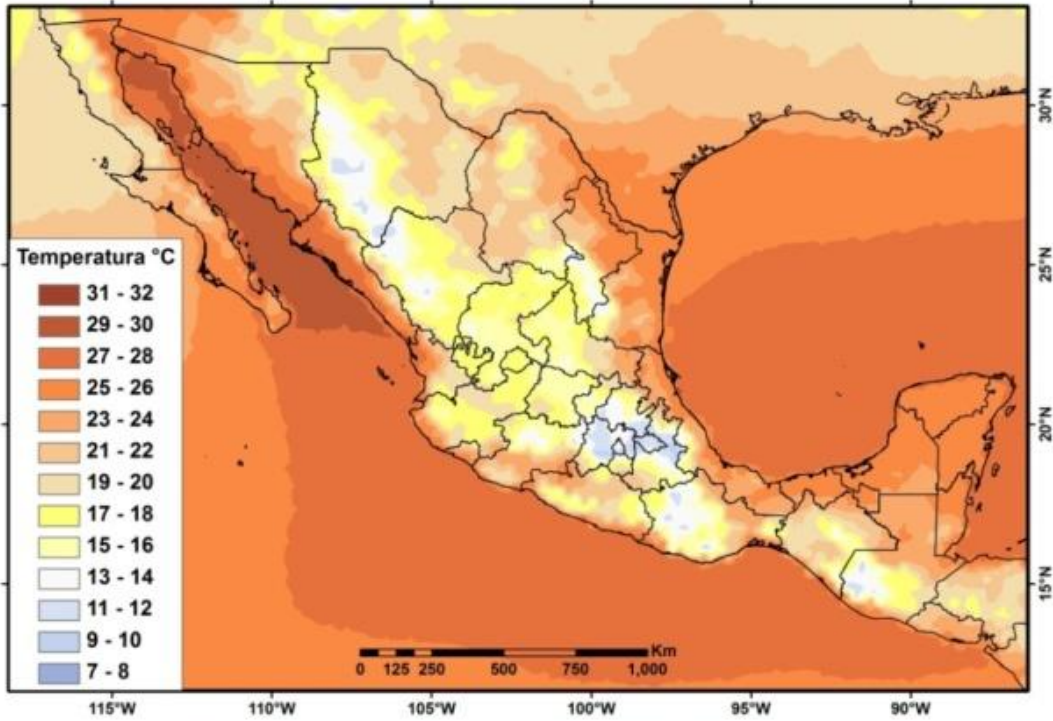 Temperatura °C
31 - 32
29 - 30
27 - 28
25 - 26
23 - 24
21 - 22
19 - 20
17 - 18
15 - 16
13 - 14
11 - 12
9 - 10
7 - 8
30°N
25°N
20°N
15°N
Km
0 125 250 500 750 1,000
115°W 110°W 105°W 100°W 95°W 90°W